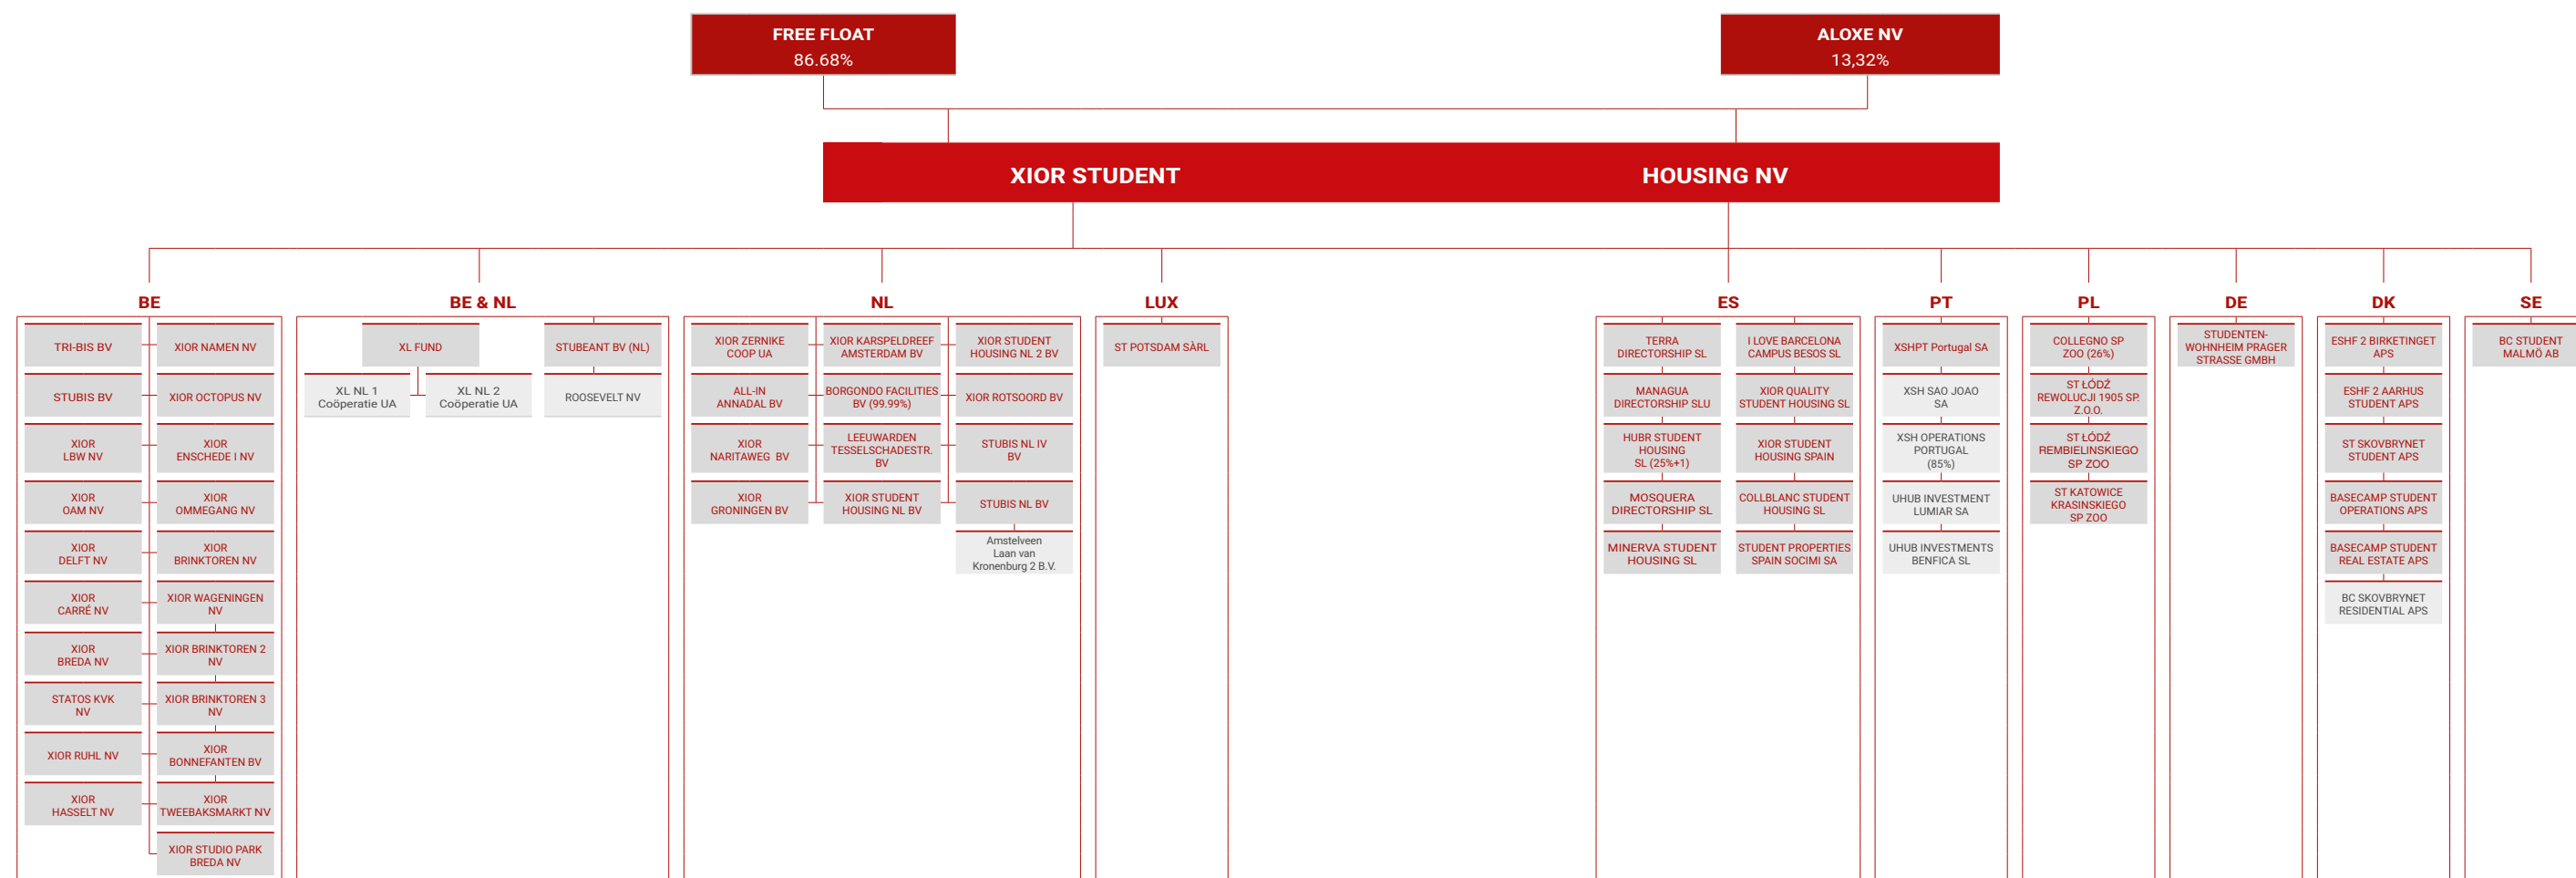 FREE FLOAT
86.68%
ALOXE NV
13,32%
XIOR STUDENT
HOUSING NV
BE
TRI-BIS BV
STUBIS BV
XIOR
LBW NV
XIOR
OAM NV
XIOR
DELFT NV
XIOR
CARRÉ NV
XIOR
BREDA NV
STATOS KVK
NV
XIOR RUHL NV
XIOR
HASSELT NV
XIOR NAMEN NV
XIOR OCTOPUS NV
XIOR
ENSCHEDE I NV
XIOR
OMMEGANG NV
XIOR
BRINKTOREN NV
XIOR WAGENINGEN
NV
XIOR BRINKTOREN 2
NV
XIOR BRINKTOREN 3
NV
XIOR
BONNEFANTEN BV
XIOR
TWEEBAKSMARKT NV
XIOR STUDIO PARK
BREDA NV
BE & NL
XL FUND
XL NL 1
Coöperatie UA
XL NL 2
Coöperatie UA
STUBEANT BV (NL)
ROOSEVELT NV
NL
XIOR ZERNIKE
COOP UA
ALL-IN
ANNADAL BV
XIOR
NARITAWEG BV
XIOR
GRONINGEN BV
XIOR KARSPELDREEF
AMSTERDAM BV
BORGONDO FACILITIES
BV (99.99%)
LEEUWARDEN
TESSELSCHADESTR.
BV
XIOR STUDENT
HOUSING NL BV
XIOR STUDENT
HOUSING NL 2 BV
XIOR ROTSOORD BV
STUBIS NL IV
BV
STUBIS NL BV
Amstelveen
Laan van
Kronenburg 2 B.V.
LUX
ST POTSDAM SÀRL
ES
TERRA
DIRECTORSHIP SL
MANAGUA
DIRECTORSHIP SLU
HUBR STUDENT
HOUSING
SL (25%+1)
MOSQUERA
DIRECTORSHIP SL
MINERVA STUDENT
HOUSING SL
I LOVE BARCELONA
CAMPUS BESOS SL
XIOR QUALITY
STUDENT HOUSING SL
XIOR STUDENT
HOUSING SPAIN
COLLBLANC STUDENT
HOUSING SL
STUDENT PROPERTIES
SPAIN SOCIMI SA
PT
XSHPT Portugal SA
XSH SAO JOAO
SA
XSH OPERATIONS
PORTUGAL
(85%)
UHUB INVESTMENT
LUMIAR SA
UHUB INVESTMENTS
BENFICA SL
PL
COLLEGNO SP
ZOO (26%)
ST ŁÓDŹ
REWOLUCJI 1905 SP.
Z.O.O.
ST ŁÓDŹ
REMBIELINSKIEGO
SP ZOO
ST KATOWICE
KRASINSKIEGO
SP ZOO
DE
STUDENTEN-
WOHNHEIM PRAGER
STRASSE GMBH
DK
ESHF 2 BIRKETINGET
APS
ESHF 2 AARHUS
STUDENT APS
ST SKOVBRYNET
STUDENT APS
BASECAMP STUDENT
OPERATIONS APS
BASECAMP STUDENT
REAL ESTATE APS
BC SKOVBRYNET
RESIDENTIAL APS
SE
BC STUDENT
MALMÖ AB